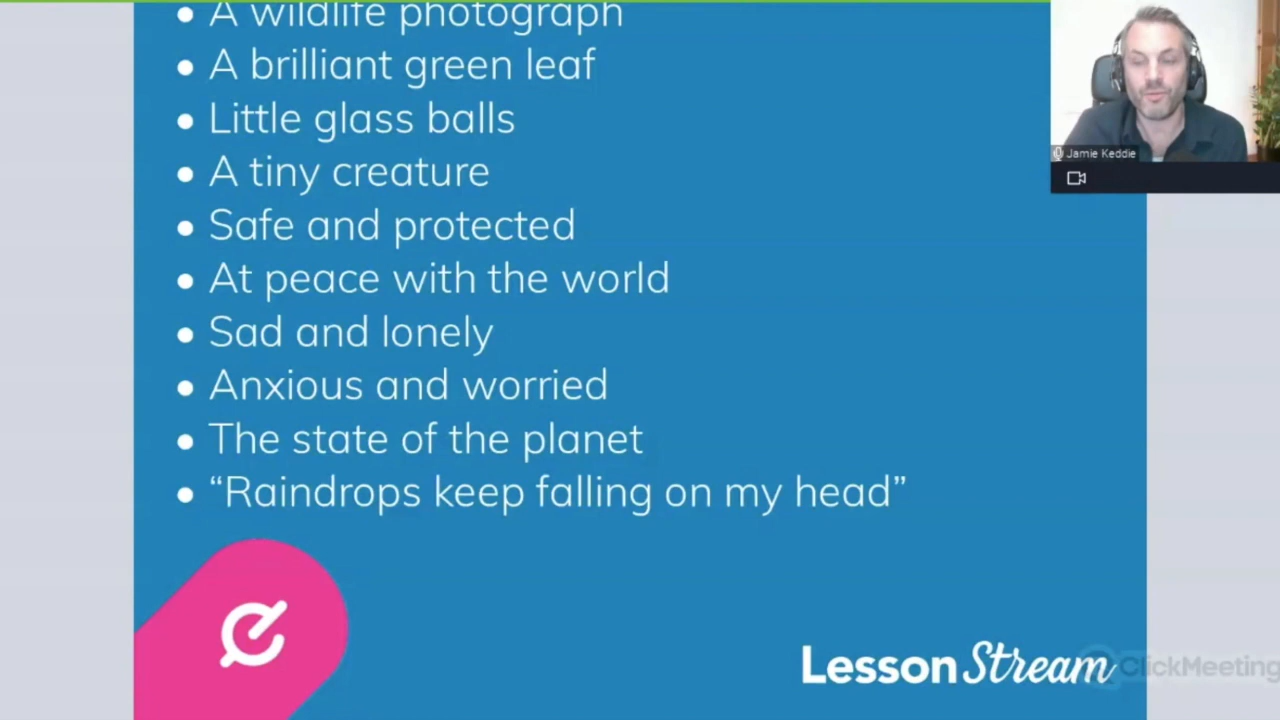 • A wildlife photograph
• A brilliant green leaf
• Little glass balls
• A tiny creature
• Safe and protected
• At peace with the world
• Sad and lonely
• Anxious and worried
• The state of the planet
• “Raindrops keep falling on my head”
Jamie Keddie
LessonStream
ClickMeeting